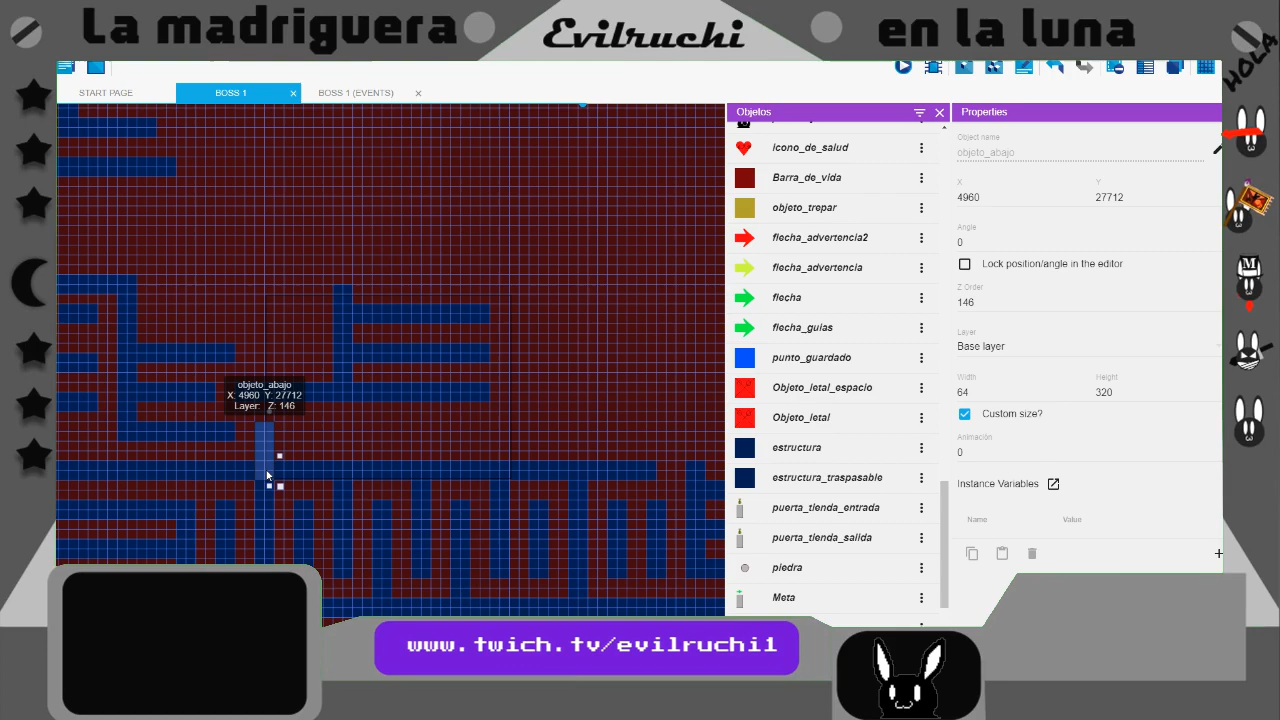 La madriguera Evilruchi en la luna
HOLA
START PAGE BOSS 1 × BOSS 1 (EVENTS) ×
Objetos
icono_de_salud
Barra_de_vida
objeto_trepar
flecha_advertencia2
flecha_advertencia
flecha
flecha_guias
punto_guardado
Objeto_letal_espacio
Objeto_letal
estructura
estructura_traspasable
puerta_tienda_entrada
puerta_tienda_salida
piedra
Meta
Properties
Object name
objeto_abajo
X Y
4960 27712
Angle
0
Lock position/angle in the editor
Z Order
146
Layer
Base layer
Width Height
64 320
Custom size?
Animación
0
Instance Variables
Name Value
objeto_abajo
X: 4960 Y: 27712
Layer: Z: 146
M
www.twich.tv/evilruchi1